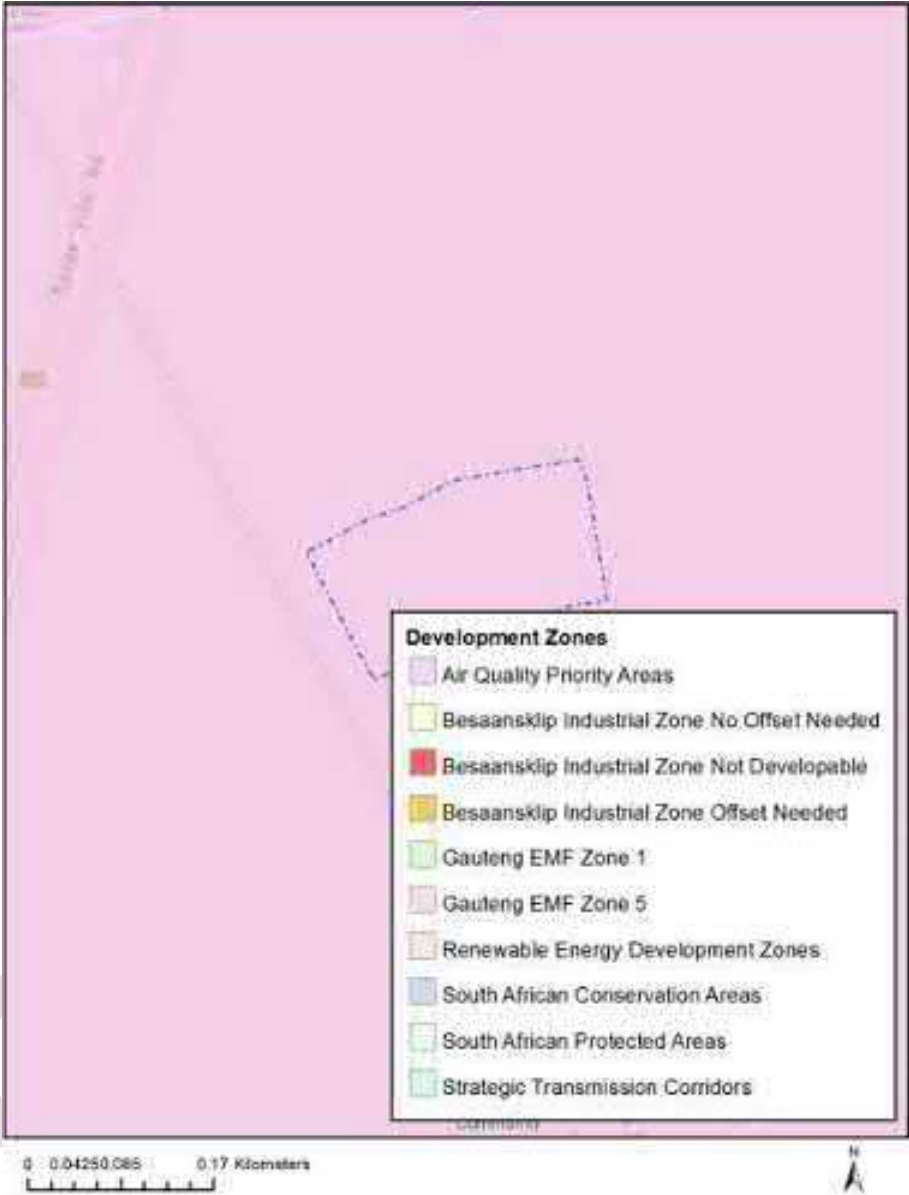 Development Zones
Air Quality Priority Areas
Besaansklip Industrial Zone No Offset Needed
Besaansklip Industrial Zone Not Developable
Besaansklip Industrial Zone Offset Needed
Gauteng EMF Zone 1
Gauteng EMF Zone 5
Renewable Energy Development Zones
South African Conservation Areas
South African Protected Areas
Strategic Transmission Corridors
0 0.04250.085 0.17 Kilometers
N